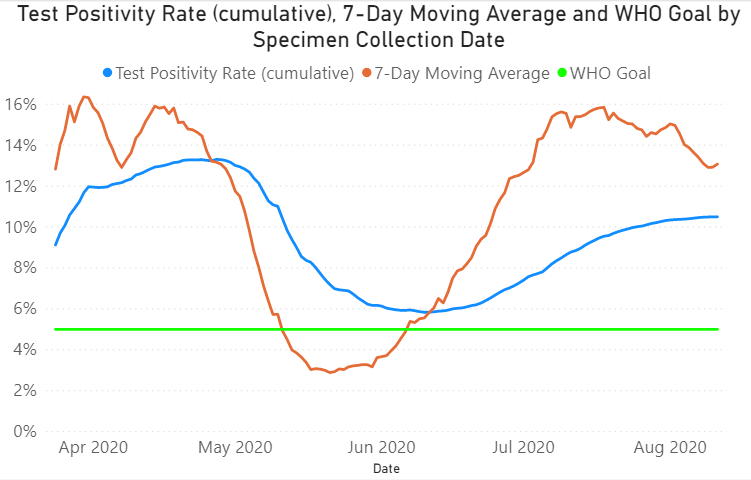 Test Positivity Rate (cumulative), 7-Day Moving Average and WHO Goal by
Specimen Collection Date
Test Positivity Rate (cumulative) 7-Day Moving Average WHO Goal
16%
14%
12%
10%
8%
6%
4%
2%
0%
Apr 2020 May 2020 Jun 2020 Jul 2020 Aug 2020
Date